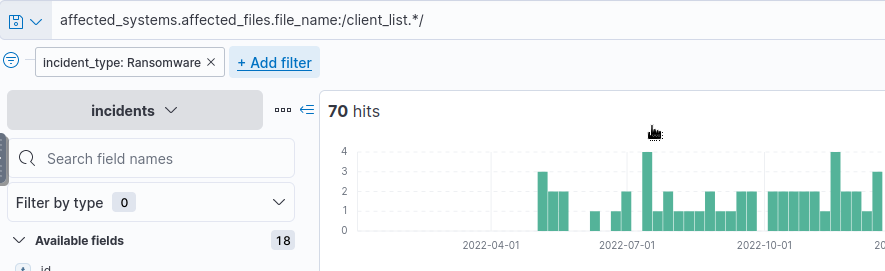 affected_systems.affected_files.file_name:/client_list.*/
incident_type: Ransomware ×
+ Add filter
incidents
70 hits
Search field names
Filter by type 0
Available fields 18
4
3
2
1
0
2022-04-01 2022-07-01 2022-10-01 20